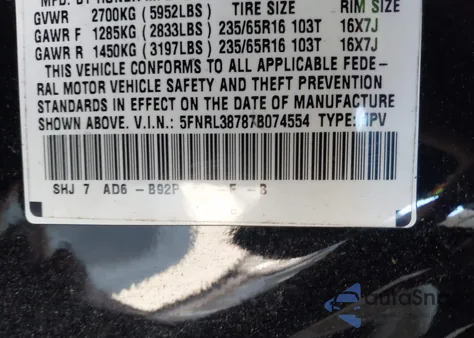 MFD. BY HONDA
RIM SIZE
GVWR 2700KG (5952LBS) TIRE SIZE
GAWR F 1285KG (2833LBS) 235/65R16 103T 16X7J
GAWR R 1450KG (3197LBS) 235/65R16 103T 16X7J
THIS VEHICLE CONFORMS TO ALL APPLICABLE FEDE-
RAL MOTOR VEHICLE SAFETY AND THEFT PREVENTION
STANDARDS IN EFFECT ON THE DATE OF MANUFACTURE
SHOWN ABOVE. V.I.N.: 5FNRL38787B074554 TYPE: MPV
SHJ 7 AD6 -B92P - F - B
AutoSnap